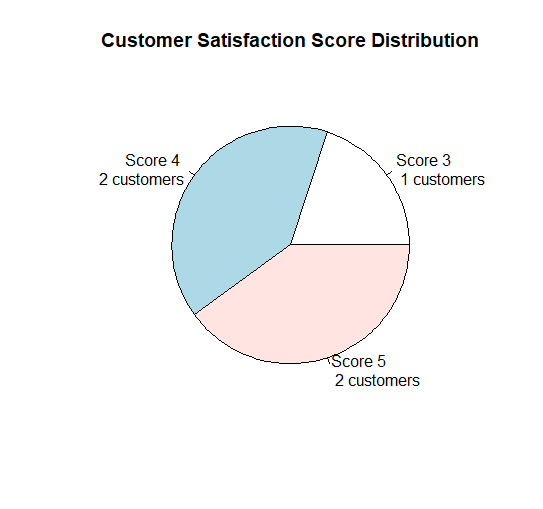 Customer Satisfaction Score Distribution
Score 4
2 customers
Score 3
1 customers
Score 5
2 customers